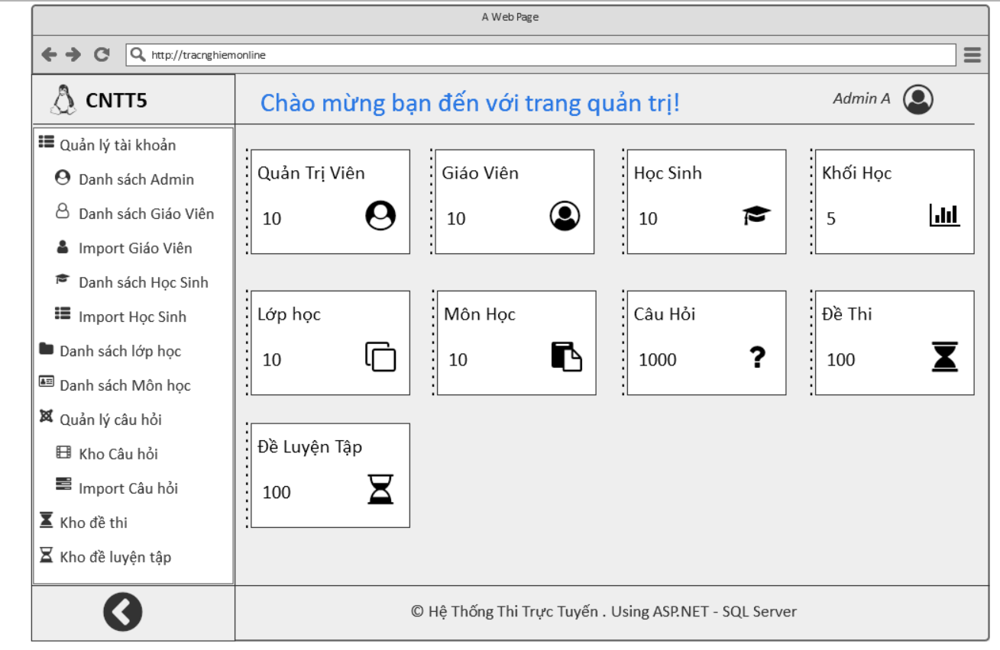 A Web Page
http://tracnghiemonline
CNTT5
Chào mừng bạn đến với trang quản trị!
Admin A
Quản lý tài khoản
Danh sách Admin
Danh sách Giáo Viên
Import Giáo Viên
Danh sách Học Sinh
Import Học Sinh
Danh sách lớp học
Danh sách Môn học
Quản lý câu hỏi
Kho Câu hỏi
Import Câu hỏi
Kho đề thi
Kho đề luyện tập
Quản Trị Viên
10
Giáo Viên
10
Học Sinh
10
Khối Học
5
Lớp học
10
Môn Học
10
Câu Hỏi
1000
?
Đề Thi
100
Đề Luyện Tập
100
© Hệ Thống Thi Trực Tuyến . Using ASP.NET - SQL Server